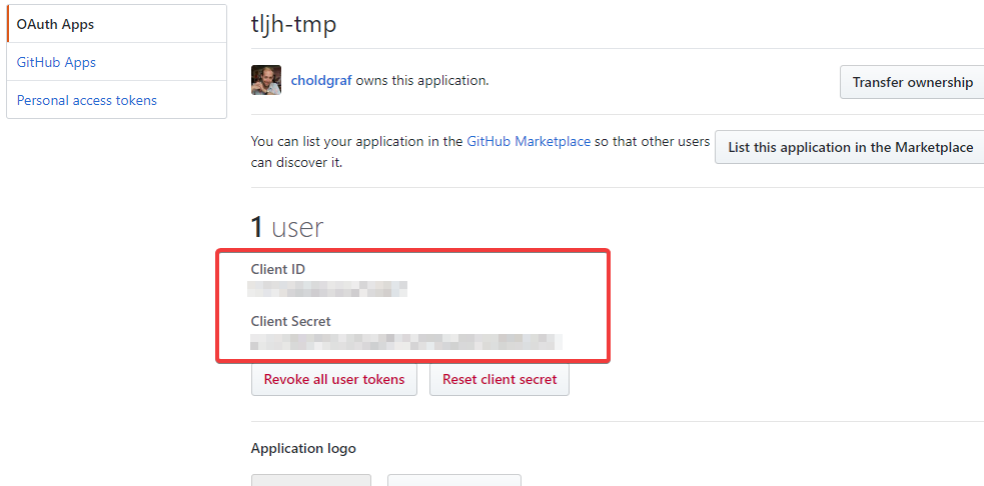 OAuth Apps
GitHub Apps
Personal access tokens
tljh-tmp
choldgraf owns this application.
Transfer ownership
You can list your application in the GitHub Marketplace so that other users
can discover it.
List this application in the Marketplace
1 user
Client ID
Client Secret
Revoke all user tokens
Reset client secret
Application logo